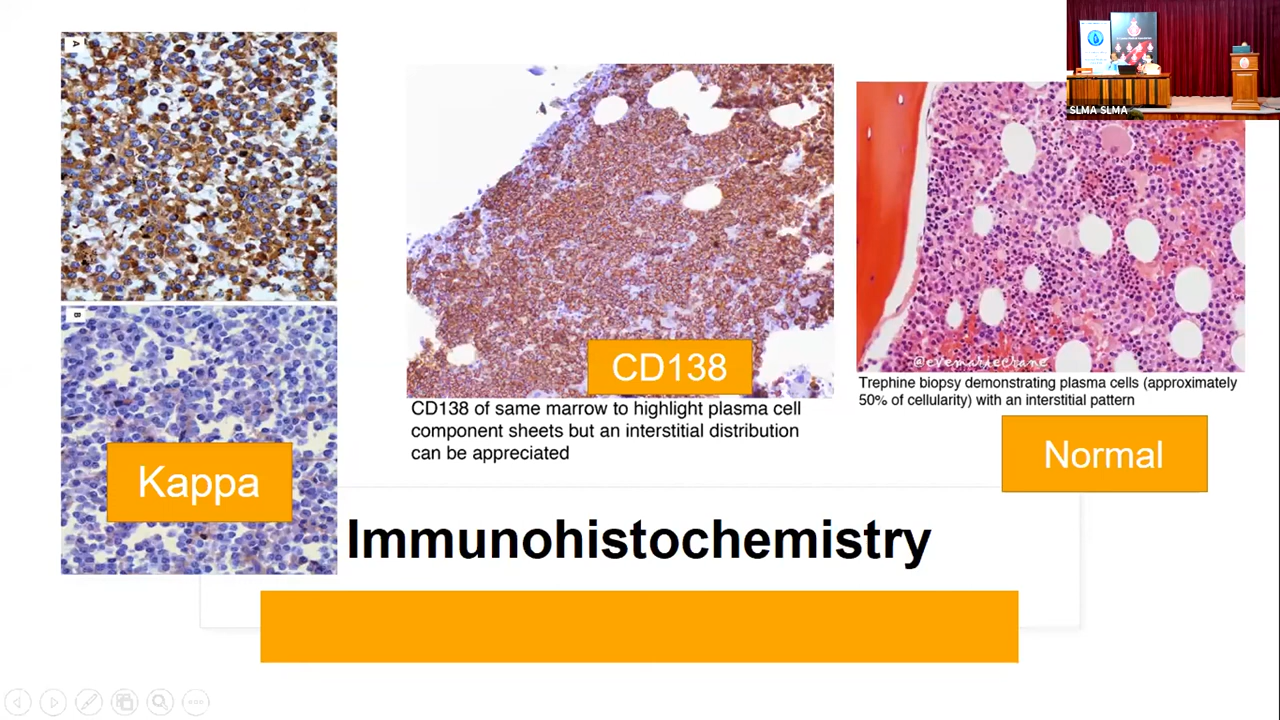 A
B
Kappa
CD138
CD138 of same marrow to highlight plasma cell
component sheets but an interstitial distribution
can be appreciated
SLMA SLMA
@evemariecrane
Trephine biopsy demonstrating plasma cells (approximately
50% of cellularity) with an interstitial pattern
Normal
Immunohistochemistry